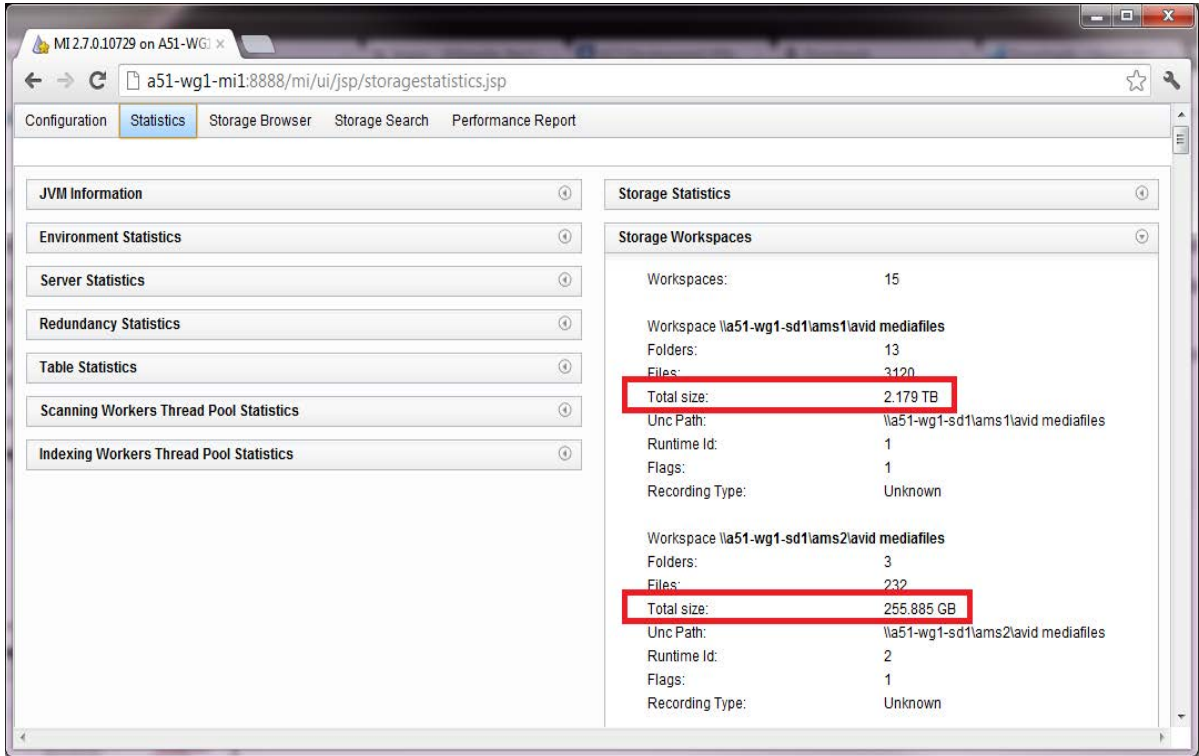 MI 2.7.0.10729 on A51-WG1
a51-wg1-mi1:8888/mi/ui/jsp/storagestatistics.jsp
Configuration Statistics Storage Browser Storage Search Performance Report
JVM Information
Environment Statistics
Server Statistics
Redundancy Statistics
Table Statistics
Scanning Workers Thread Pool Statistics
Indexing Workers Thread Pool Statistics
Storage Statistics
Storage Workspaces
Workspaces: 15
Workspace \\a51-wg1-sd1\ams1\avid mediafiles
Folders: 13
Files: 3120
Total size: 2.179 TB
Unc Path: \\a51-wg1-sd1\ams1\avid mediafiles
Runtime Id: 1
Flags: 1
Recording Type: Unknown
Workspace \\a51-wg1-sd1\ams2\avid mediafiles
Folders: 3
Files: 232
Total size: 255.885 GB
Unc Path: \\a51-wg1-sd1\ams2\avid mediafiles
Runtime Id: 2
Flags: 1
Recording Type: Unknown